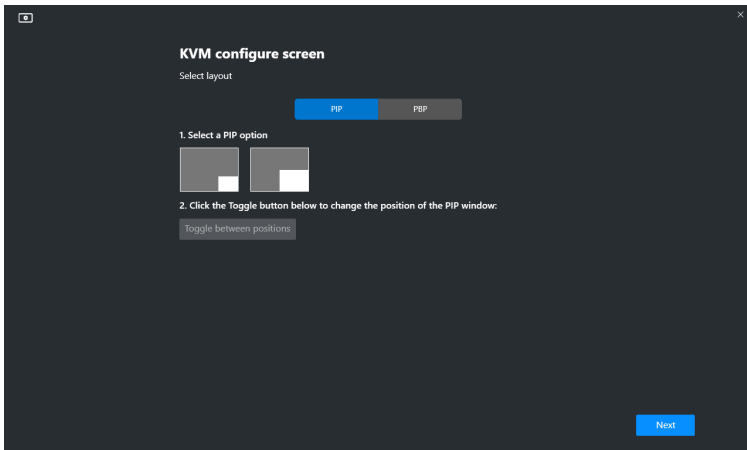 KVM configure screen
Select layout
PIP
PBP
1. Select a PIP option
2. Click the Toggle button below to change the position of the PIP window:
Toggle between positions
Next